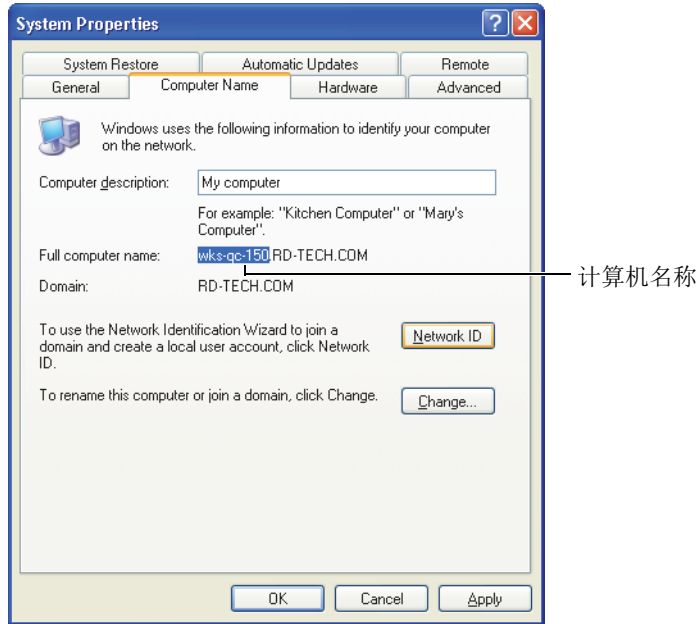 System Properties
System Restore
Automatic Updates
Remote
General
Computer Name
Hardware
Advanced
Windows uses the following information to identify your computer
on the network.
Computer description:
My computer
For example: "Kitchen Computer" or "Mary's
Computer".
Full computer name:
wks-qc-150.RD-TECH.COM
计算机名称
Domain:
RD-TECH.COM
To use the Network Identification Wizard to join a
domain and create a local user account, click Network
ID.
Network ID
To rename this computer or join a domain, click Change.
Change...
OK
Cancel
Apply